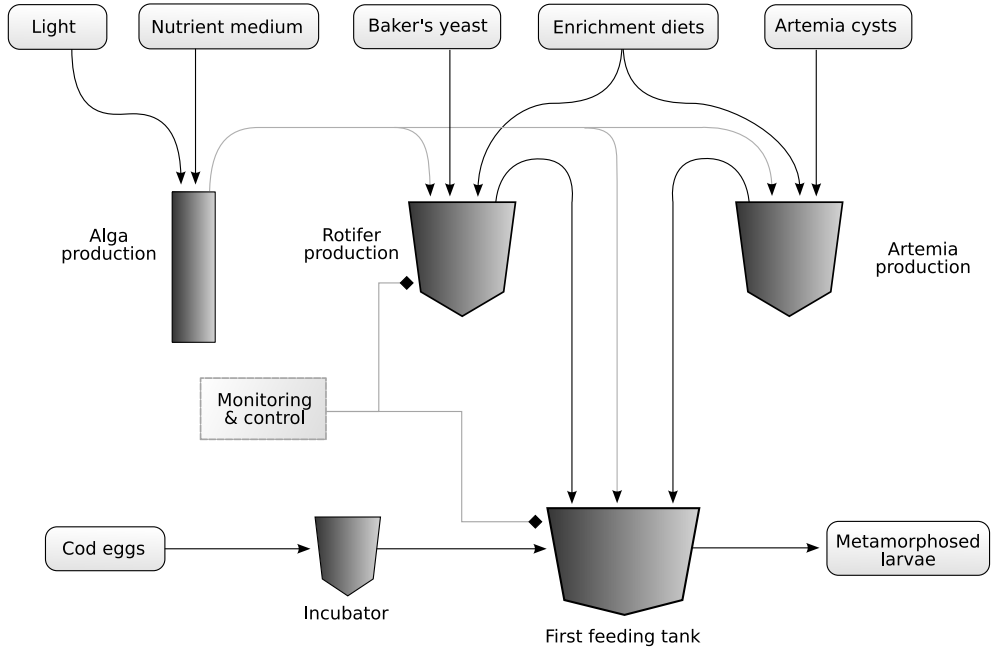 Light
Nutrient medium
Baker's yeast
Enrichment diets
Artemia cysts
Alga
production
Rotifer
production
Artemia
production
Monitoring
& control
Cod eggs
Incubator
First feeding tank
Metamorphosed
larvae